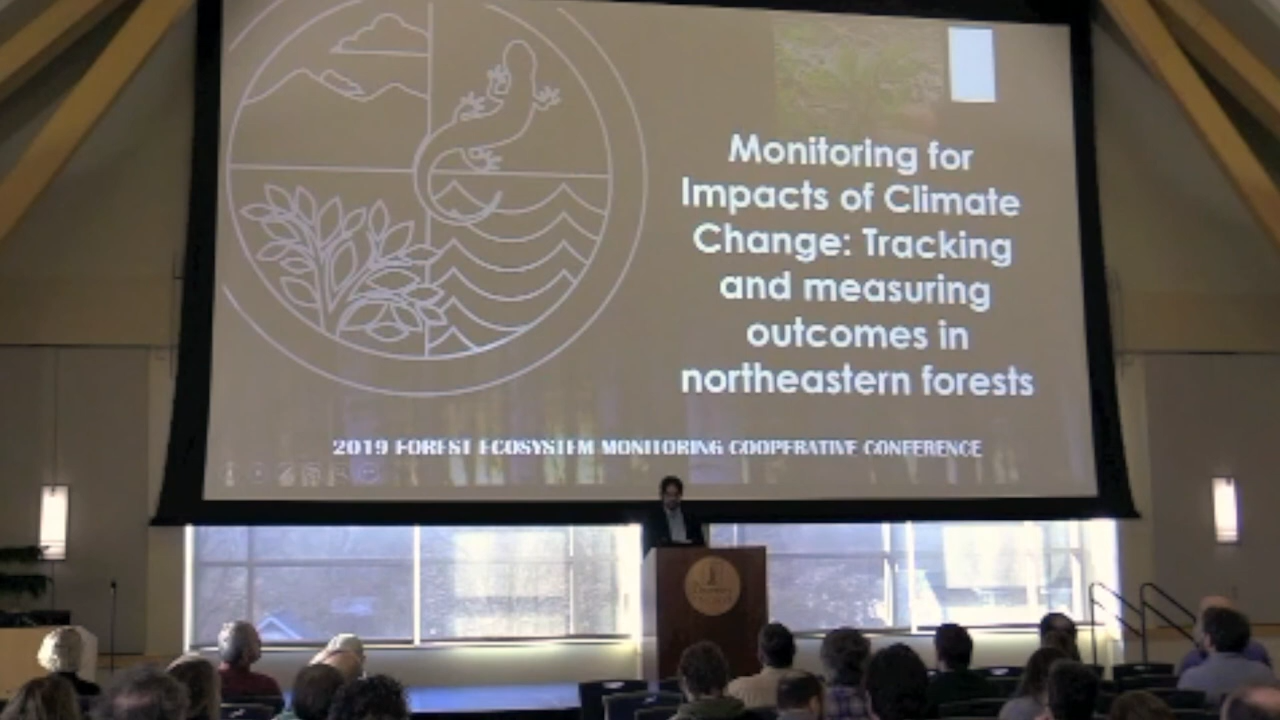 Monitoring for
Impacts of Climate
Change: Tracking
and measuring
outcomes in
northeastern forests
2019 FOREST ECOSYSTEM MONITORING COOPERATIVE CONFERENCE